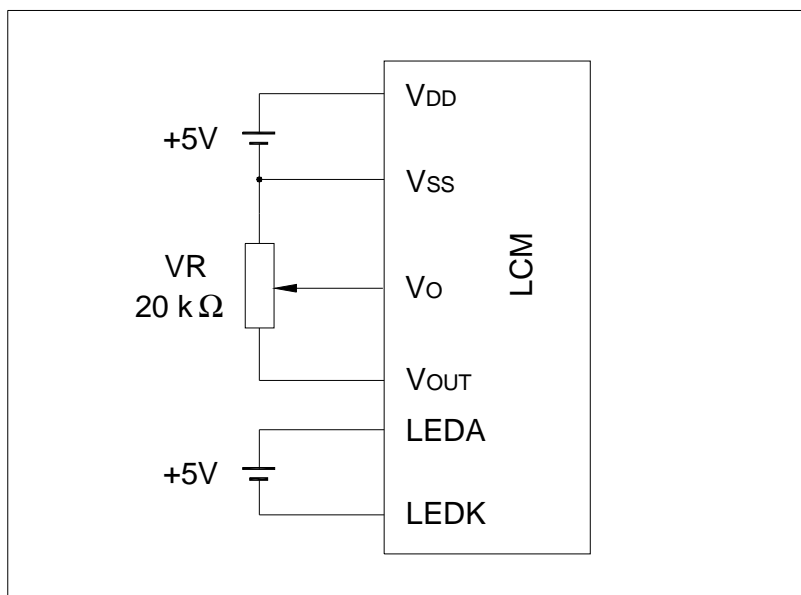 VDD
+5V
VSS
LCM
VR
20 kΩ
VO
VOUT
LEDA
+5V
LEDK